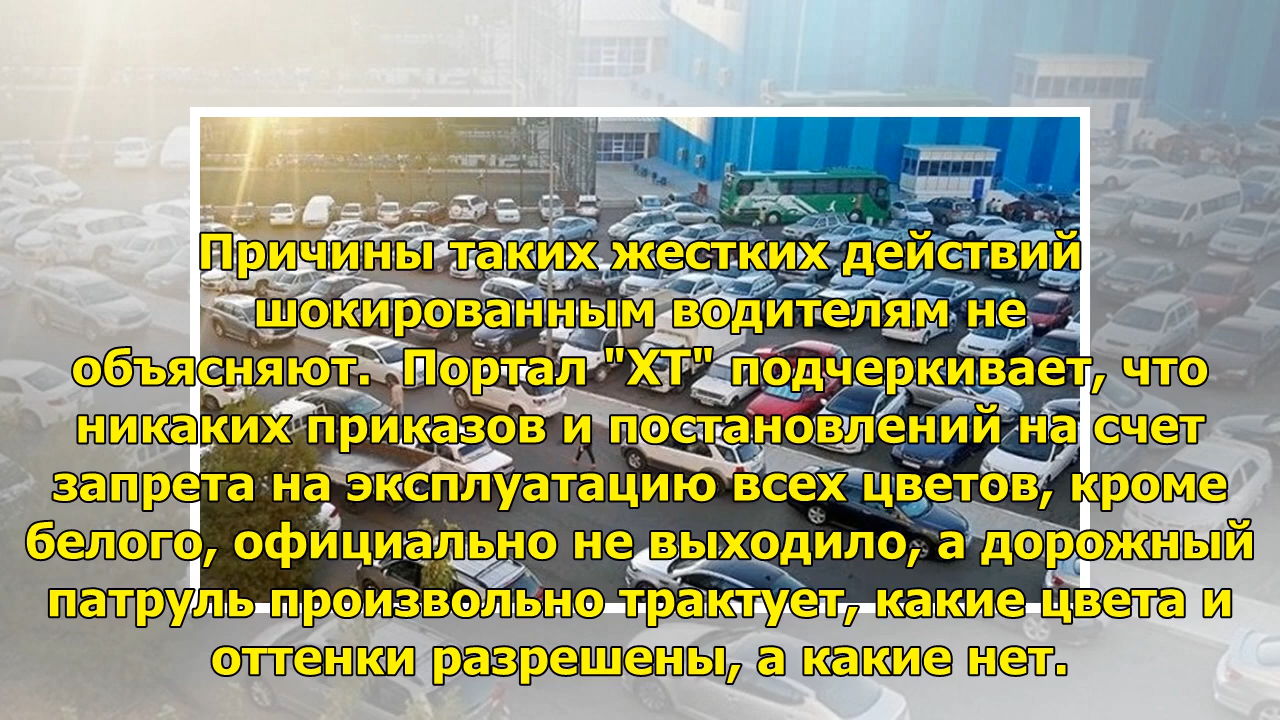 Причины таких жестких действий
шокированным водителям не
объясняют.  Портал "ХТ" подчеркивает, что
никаких приказов и постановлений на счет
запрета на эксплуатацию всех цветов, кроме
белого, официально не выходило, а дорожный
патруль произвольно трактует, какие цвета и
оттенки разрешены, а какие нет.